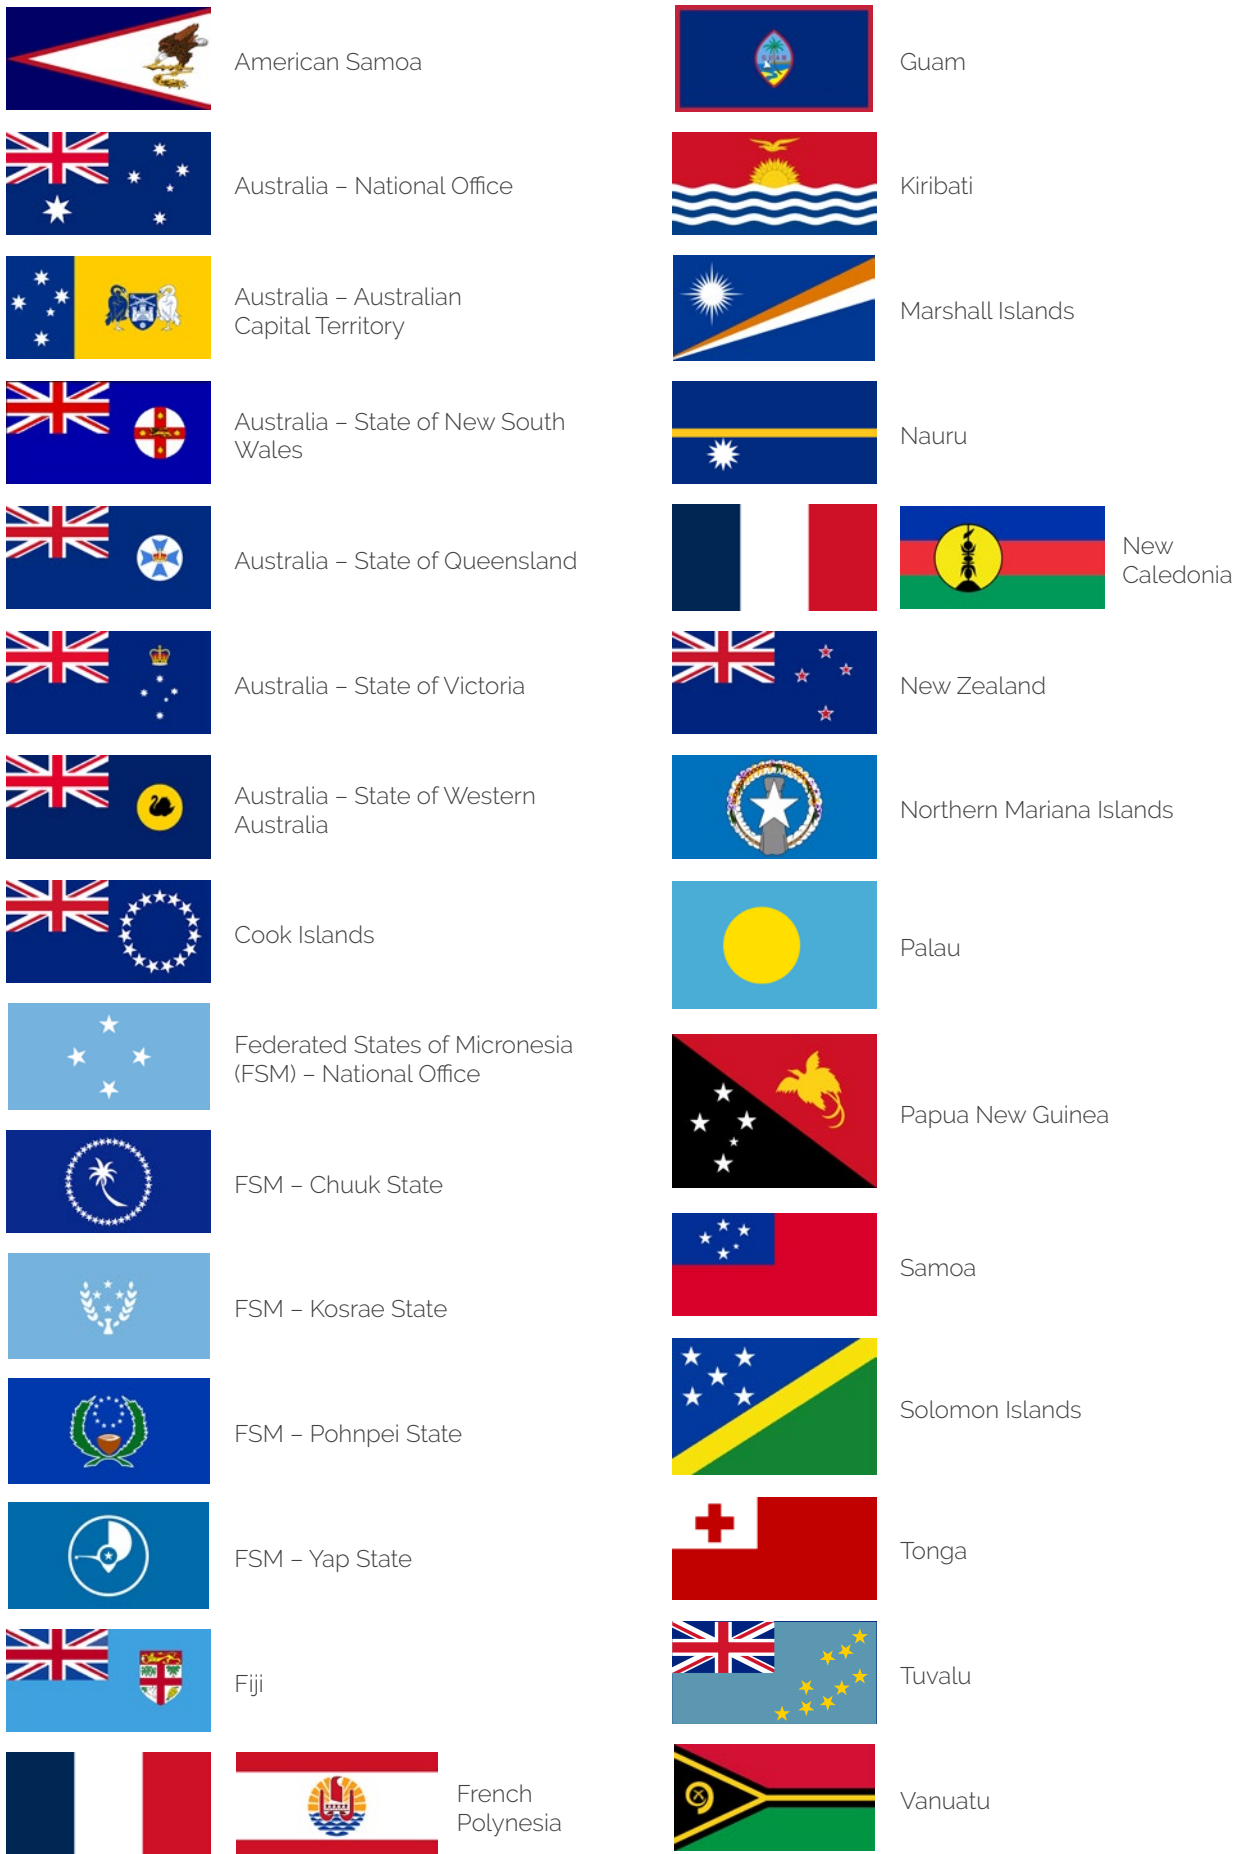 American Samoa
Australia – National Office
Australia – Australian
Capital Territory
Australia – State of New South
Wales
Australia – State of Queensland
Australia – State of Victoria
Australia – State of Western
Australia
Cook Islands
Federated States of Micronesia
(FSM) – National Office
FSM – Chuuk State
FSM – Kosrae State
FSM – Pohnpei State
FSM – Yap State
Fiji
French
Polynesia
Guam
Kiribati
Marshall Islands
Nauru
New
Caledonia
New Zealand
Northern Mariana Islands
Palau
Papua New Guinea
Samoa
Solomon Islands
Tonga
Tuvalu
Vanuatu